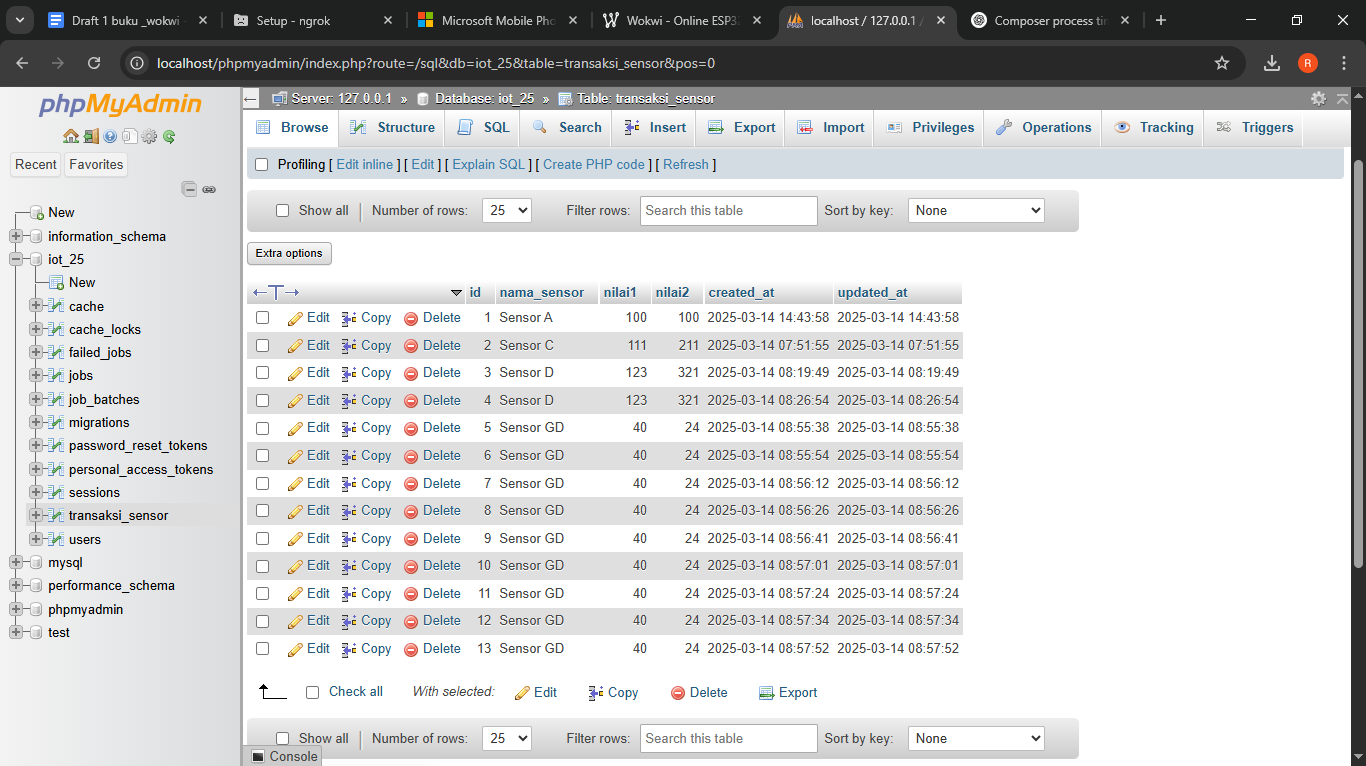 Draft 1 buku _wokwi
Setup - ngrok
Microsoft Mobile Pho
Wokwi - Online ESP3
localhost / 127.0.0.1 /
Composer process tin
localhost/phpmyadmin/index.php?route=/sql&db=iot_25&table=transaksi_sensor&pos=0
R
phpMyAdmin
Recent Favorites
New
information_schema
iot_25
New
cache
cache_locks
failed_jobs
jobs
job_batches
migrations
password_reset_tokens
personal_access_tokens
sessions
transaksi_sensor
users
mysql
performance_schema
phpmyadmin
test
Server: 127.0.0.1 » Database: iot_25 » Table: transaksi_sensor
Browse Structure SQL Search Insert Export Import Privileges Operations Tracking Triggers
Profiling [ Edit inline ] [ Edit ] [ Explain SQL ] [ Create PHP code ] [ Refresh ]
Show all Number of rows: 25 Filter rows: Search this table Sort by key: None
Extra options
id nama_sensor nilai1 nilai2 created_at updated_at
Edit Copy Delete 1 Sensor A 100 100 2025-03-14 14:43:58 2025-03-14 14:43:58
Edit Copy Delete 2 Sensor C 111 211 2025-03-14 07:51:55 2025-03-14 07:51:55
Edit Copy Delete 3 Sensor D 123 321 2025-03-14 08:19:49 2025-03-14 08:19:49
Edit Copy Delete 4 Sensor D 123 321 2025-03-14 08:26:54 2025-03-14 08:26:54
Edit Copy Delete 5 Sensor GD 40 24 2025-03-14 08:55:38 2025-03-14 08:55:38
Edit Copy Delete 6 Sensor GD 40 24 2025-03-14 08:55:54 2025-03-14 08:55:54
Edit Copy Delete 7 Sensor GD 40 24 2025-03-14 08:56:12 2025-03-14 08:56:12
Edit Copy Delete 8 Sensor GD 40 24 2025-03-14 08:56:26 2025-03-14 08:56:26
Edit Copy Delete 9 Sensor GD 40 24 2025-03-14 08:56:41 2025-03-14 08:56:41
Edit Copy Delete 10 Sensor GD 40 24 2025-03-14 08:57:01 2025-03-14 08:57:01
Edit Copy Delete 11 Sensor GD 40 24 2025-03-14 08:57:24 2025-03-14 08:57:24
Edit Copy Delete 12 Sensor GD 40 24 2025-03-14 08:57:34 2025-03-14 08:57:34
Edit Copy Delete 13 Sensor GD 40 24 2025-03-14 08:57:52 2025-03-14 08:57:52
Check all With selected: Edit Copy Delete Export
Show all Number of rows: 25 Filter rows: Search this table Sort by key: None
Console